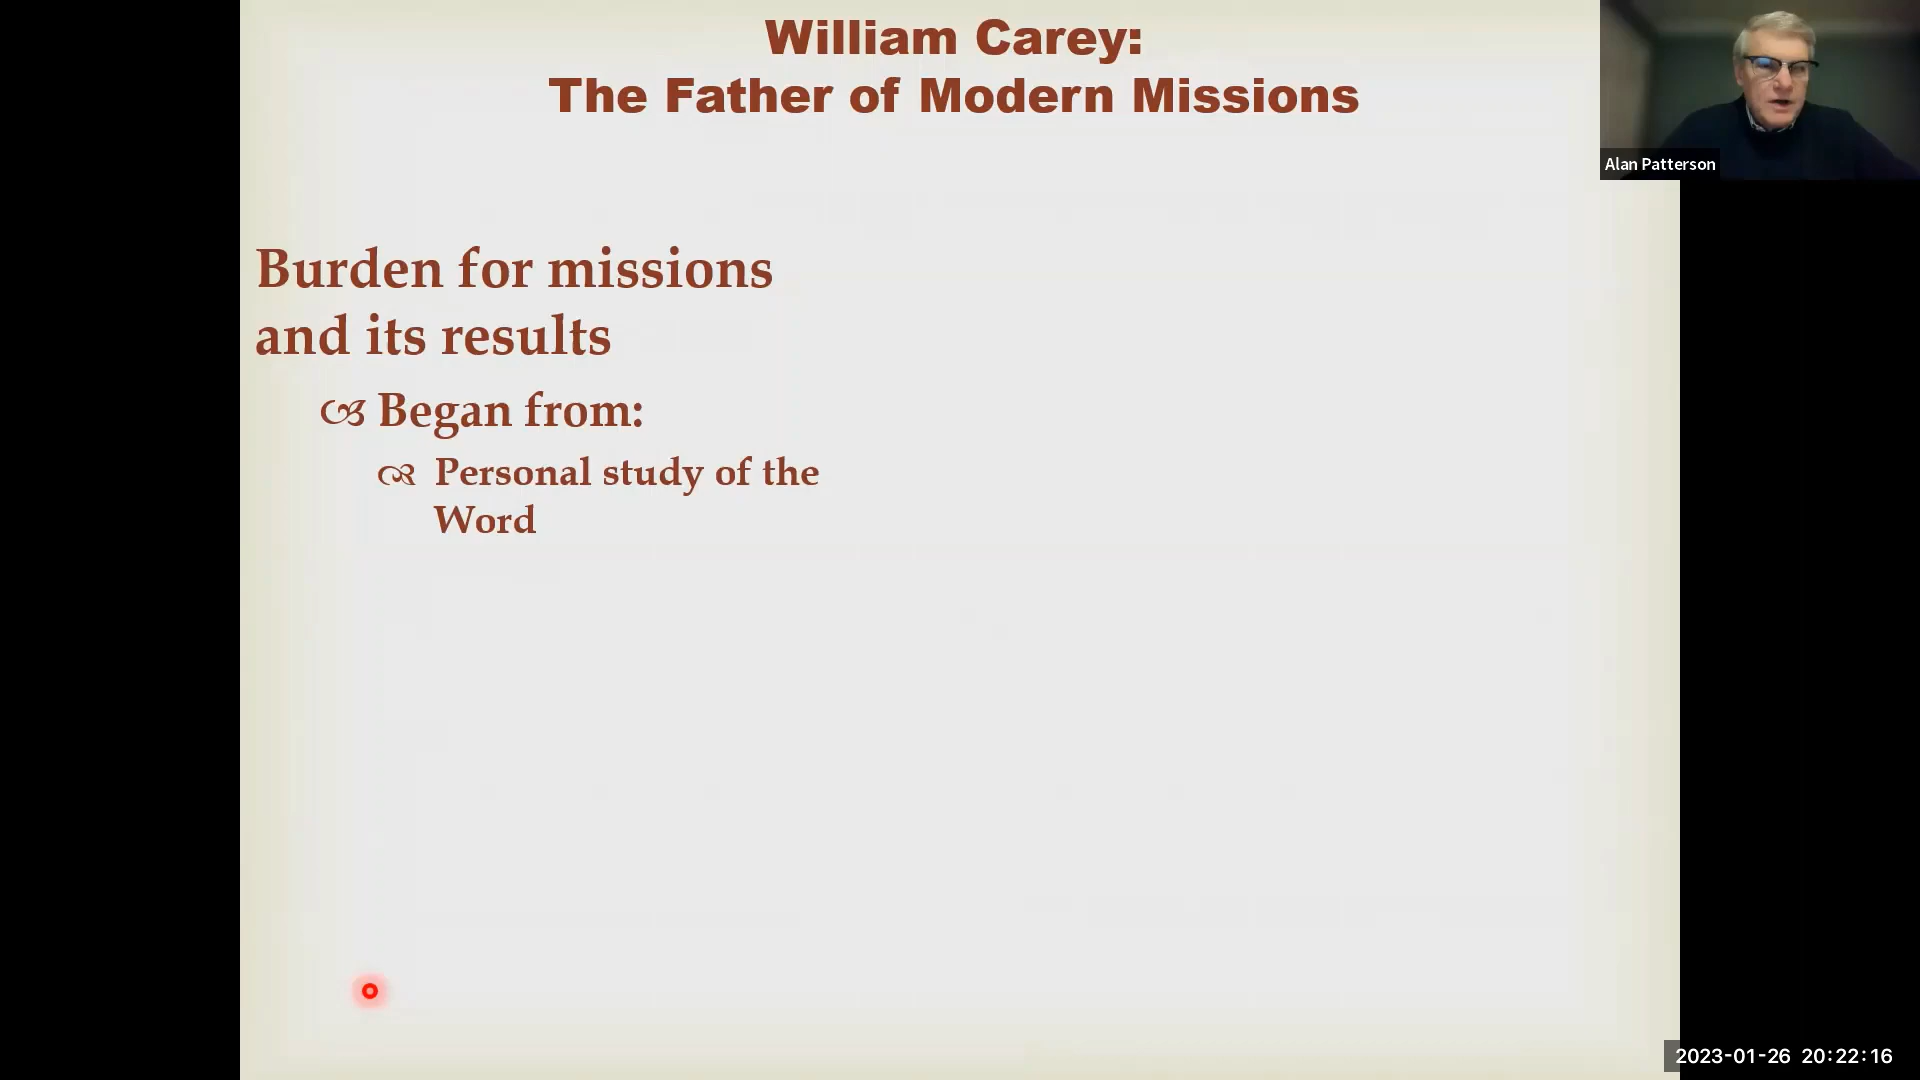 William Carey:
The Father of Modern Missions
Alan Patterson
Burden for missions
and its results
Began from:
Personal study of the
Word
2023-01-26 20:22:16